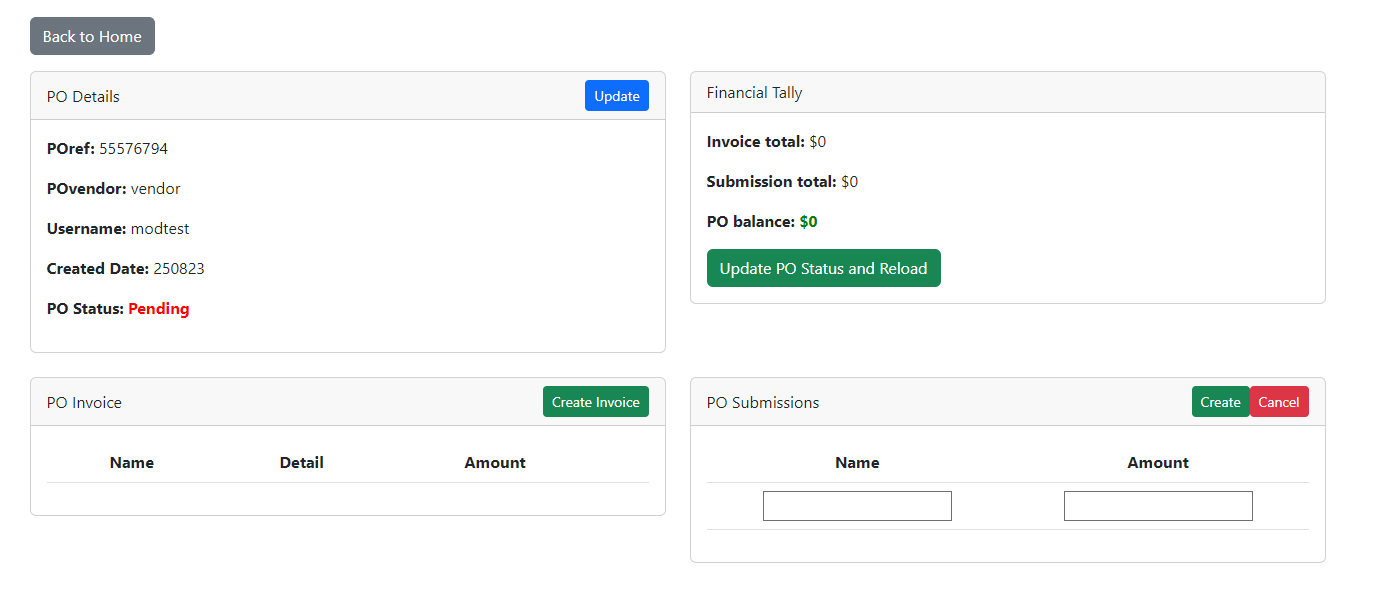 Back to Home
PO Details
Update
POref: 55576794
POvendor: vendor
Username: modtest
Created Date: 250823
PO Status: Pending
Financial Tally
Invoice total: $0
Submission total: $0
PO balance: $0
Update PO Status and Reload
PO Invoice
Create Invoice
Name Detail Amount
PO Submissions
Create Cancel
Name Amount